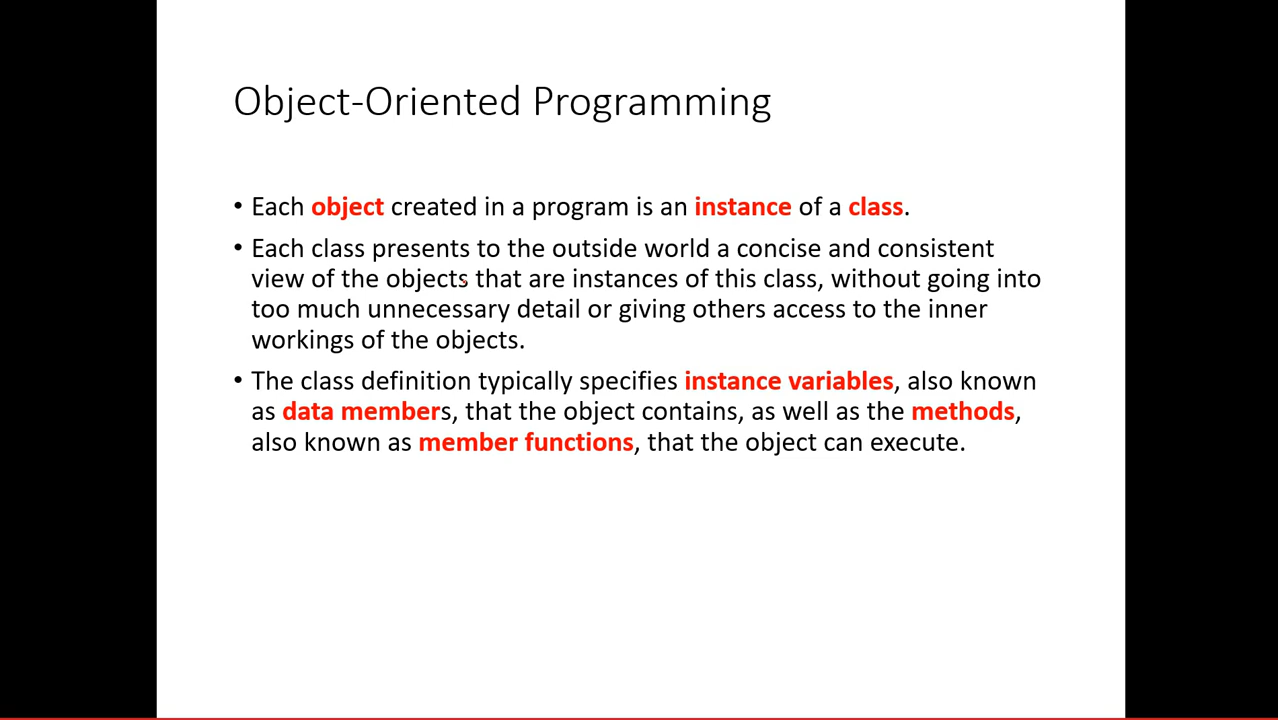 Object-Oriented Programming
• Each object created in a program is an instance of a class.
• Each class presents to the outside world a concise and consistent
view of the objects that are instances of this class, without going into
too much unnecessary detail or giving others access to the inner
workings of the objects.
• The class definition typically specifies instance variables, also known
as data members, that the object contains, as well as the methods,
also known as member functions, that the object can execute.